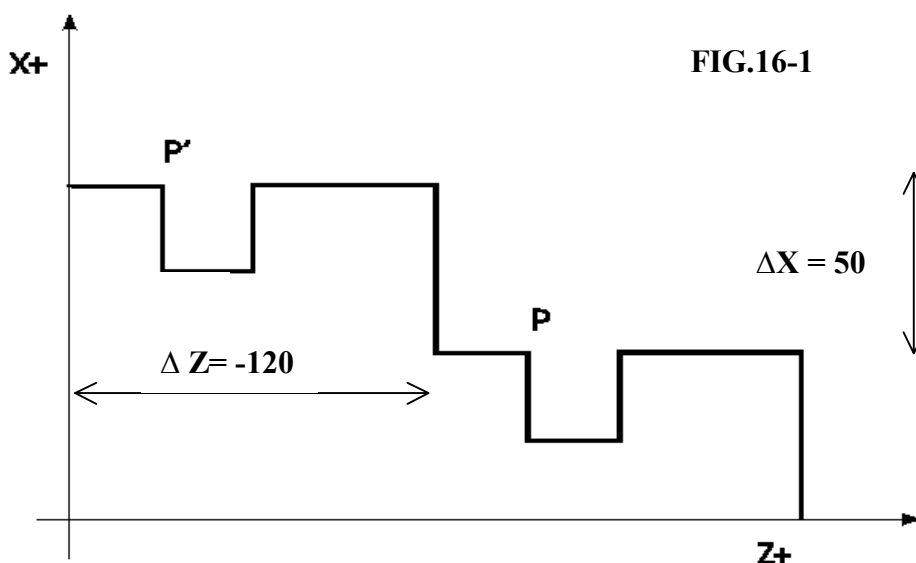 X+
FIG.16-1
P'
ΔX = 50
P
Δ Z= -120
Z+